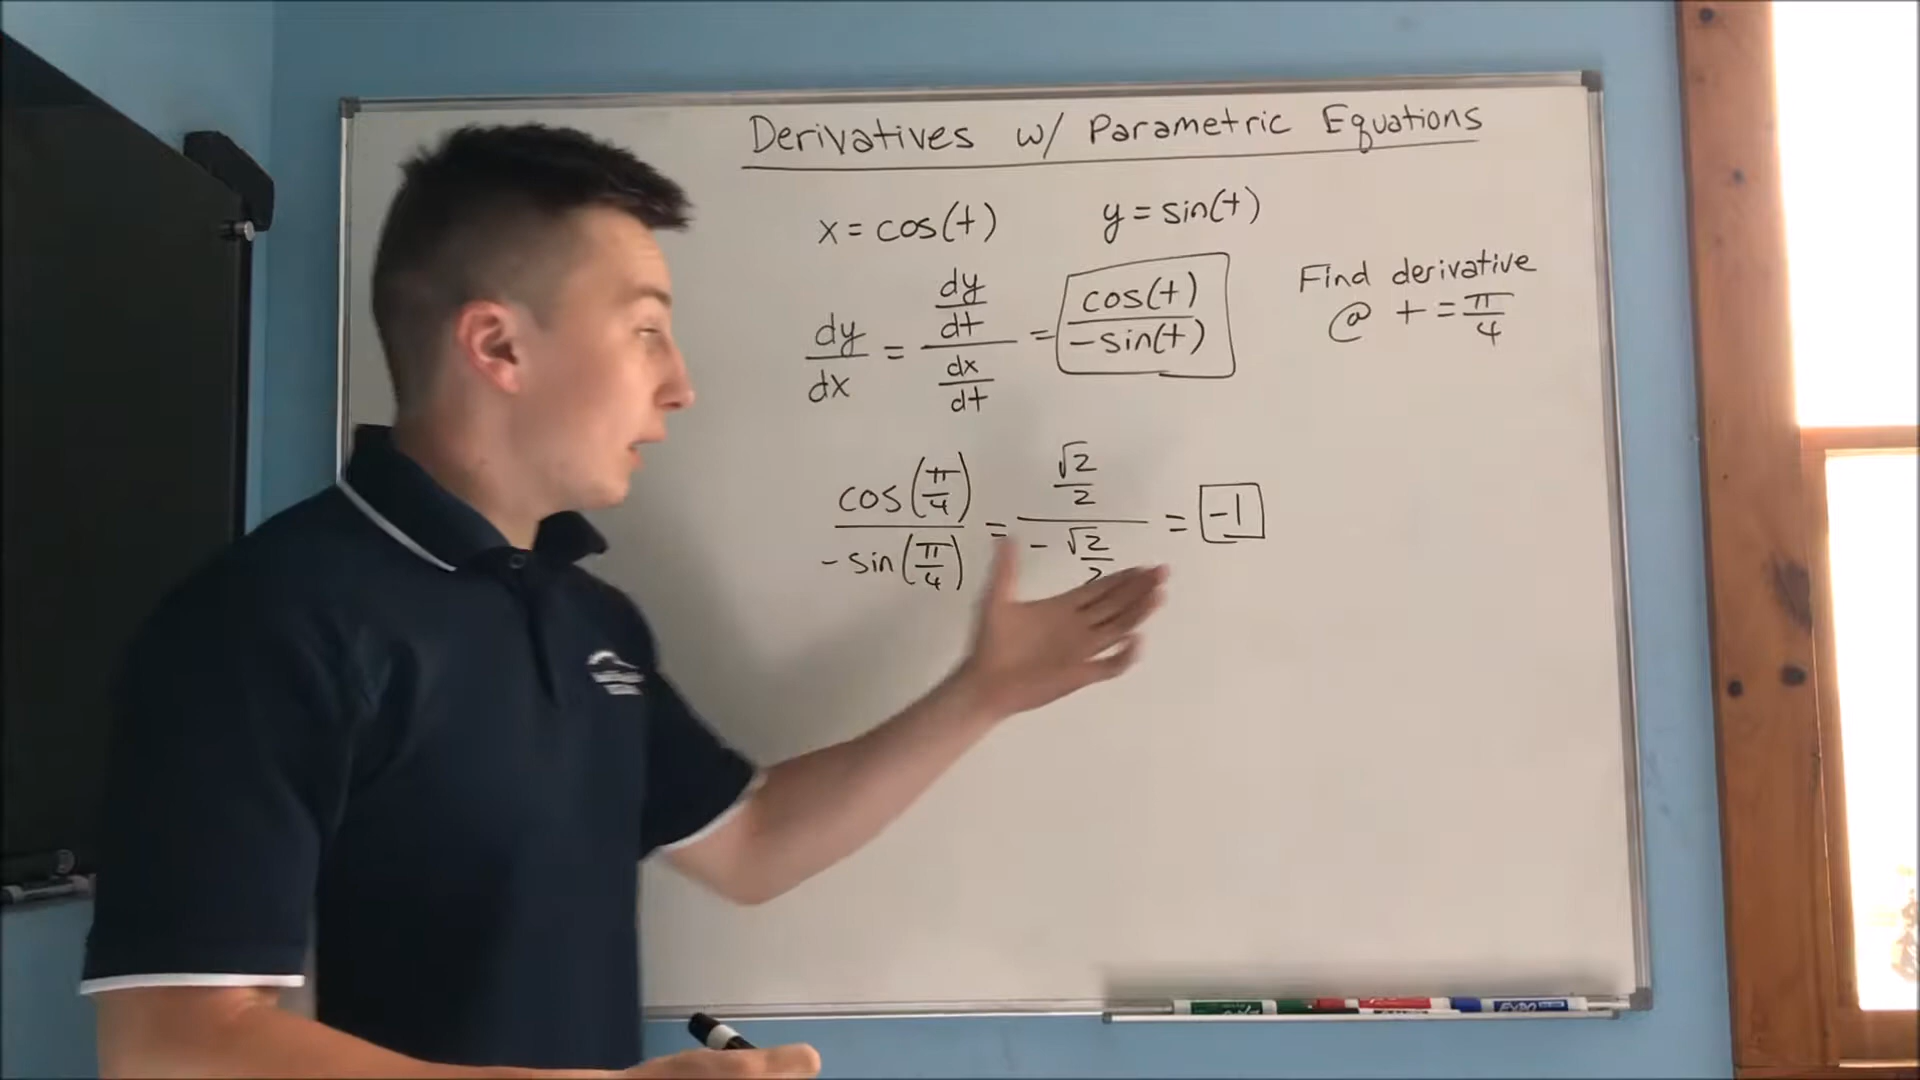 Derivatives w/ Parametric Equations
x = cos(t) y = sin(t)
dy/dx = (dy/dt)/(dx/dt) = cos(t)/-sin(t)
Find derivative
@ t = π/4
cos(π/4)/-sin(π/4) = (√2/2)/(-√2/2) = -1
EXPO